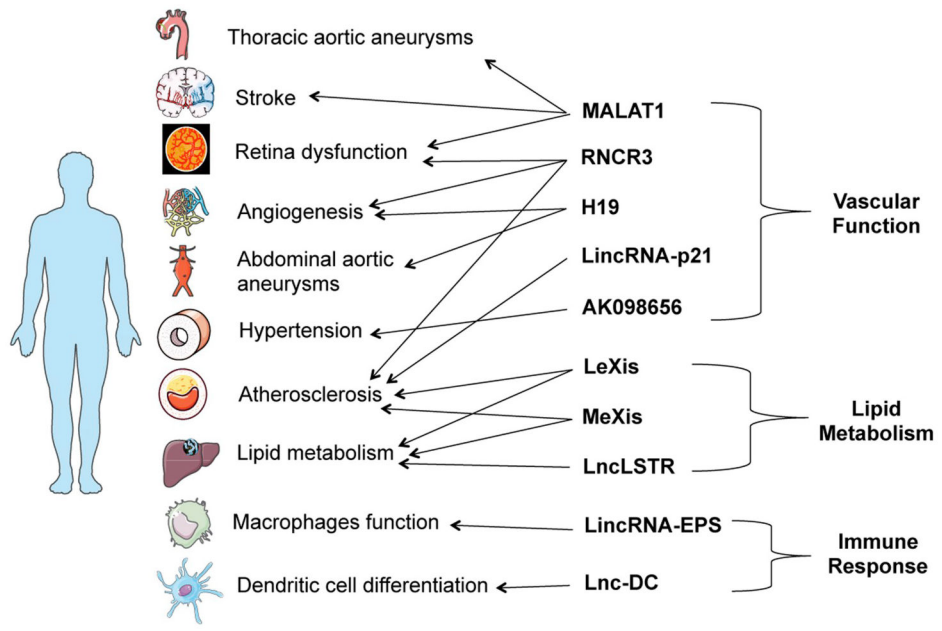 Thoracic aortic aneurysms
Stroke
Retina dysfunction
Angiogenesis
Abdominal aortic
aneurysms
Hypertension
Atherosclerosis
Lipid metabolism
Macrophages function
Dendritic cell differentiation
MALAT1
RNCR3
H19
LincRNA-p21
AK098656
LeXis
MeXis
LncLSTR
LincRNA-EPS
Lnc-DC
Vascular
Function
Lipid
Metabolism
Immune
Response